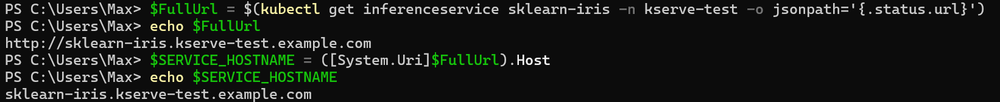 PS C:\Users\Max> $FullUrl = $(kubectl get inferenceservice sklearn-iris -n kserve-test -o jsonpath='{.status.url}')
PS C:\Users\Max> echo $FullUrl
http://sklearn-iris.kserve-test.example.com
PS C:\Users\Max> $SERVICE_HOSTNAME = ([System.Uri]$FullUrl).Host
PS C:\Users\Max> echo $SERVICE_HOSTNAME
sklearn-iris.kserve-test.example.com